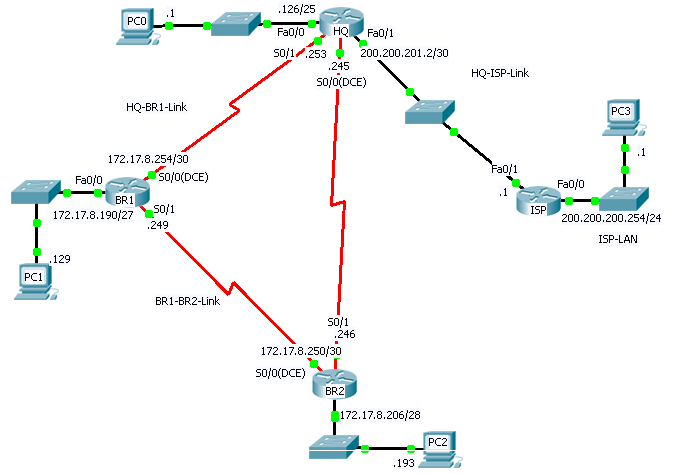 .126/25
PC0
.1
Fa0/0
HQ
Fa0/1
S0/1
.253
200.200.201.2/30
.245
S0/0(DCE)
HQ-ISP-Link
HQ-BR1-Link
PC3
172.17.8.254/30
.1
Fa0/0
S0/0(DCE)
Fa0/1
Fa0/0
BR1
.1
ISP
172.17.8.190/27
S0/1
200.200.200.254/24
.249
ISP-LAN
.129
PC1
BR1-BR2-Link
S0/1
.246
172.17.8.250/30
S0/0(DCE)
BR2
172.17.8.206/28
PC2
.193